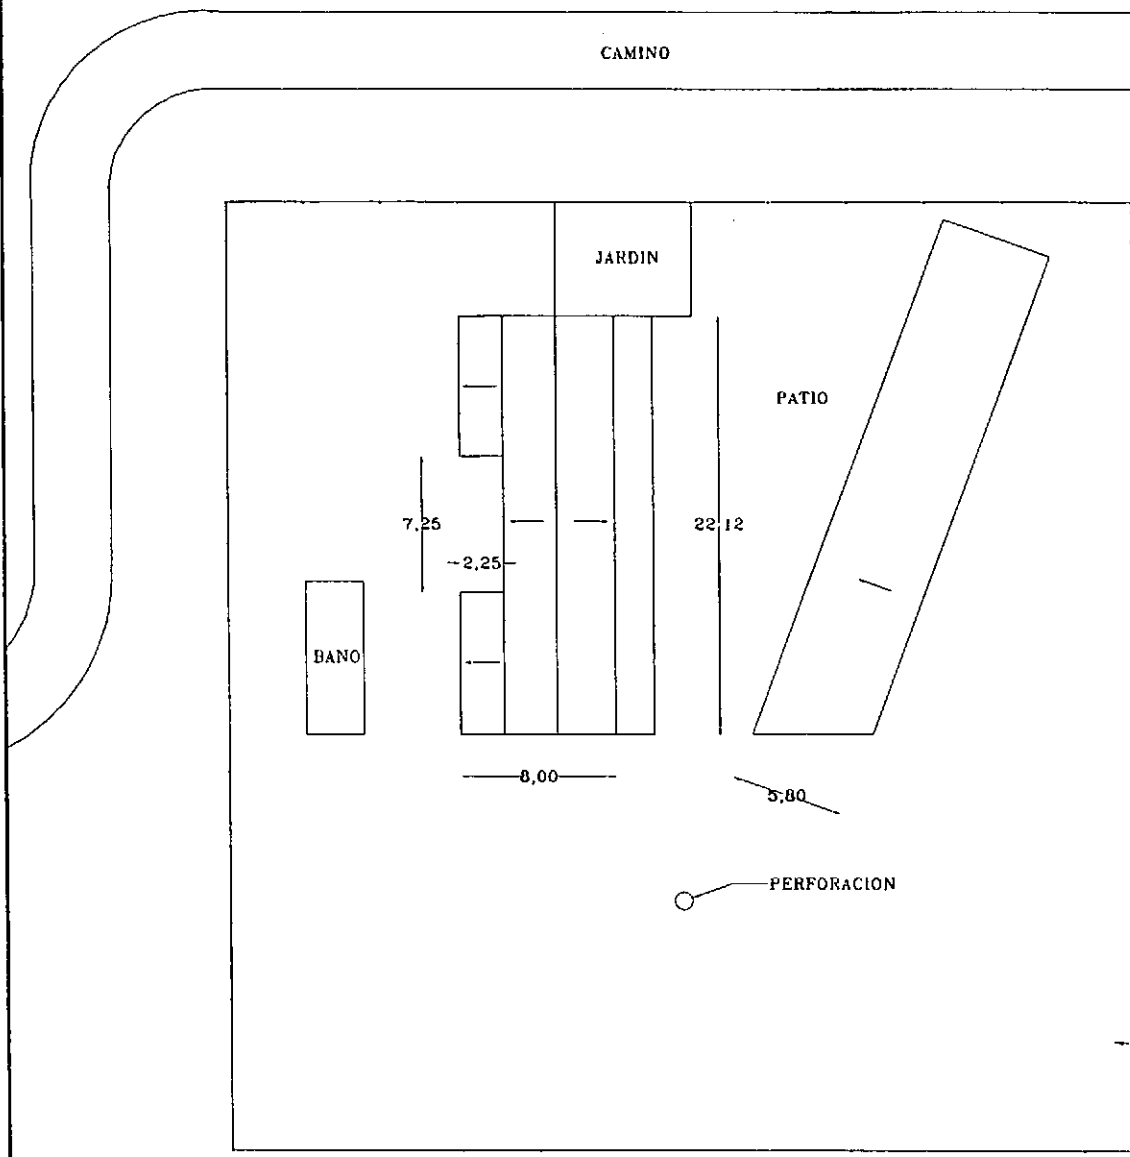 CAMINO
JARDIN
PATIO
7,25
22,12
2,25
BANO
8,00
5,80
PERFORACION